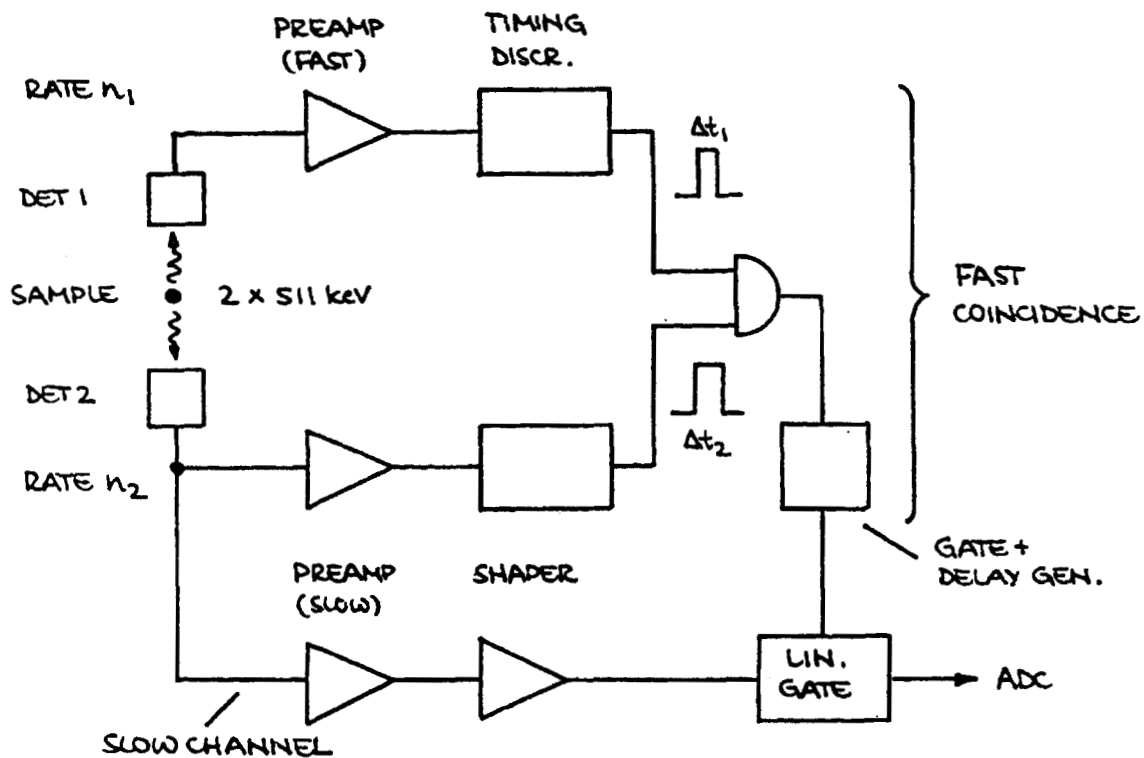 PREAMP
(FAST)
TIMING
DISCR.
RATE n₁
Δt₁
DET 1
SAMPLE
2 × 511 keV
FAST
COINCIDENCE
DET 2
Δt₂
RATE n₂
GATE +
DELAY GEN.
PREAMP
(SLOW)
SHAPER
LIN.
GATE
ADC
SLOW CHANNEL